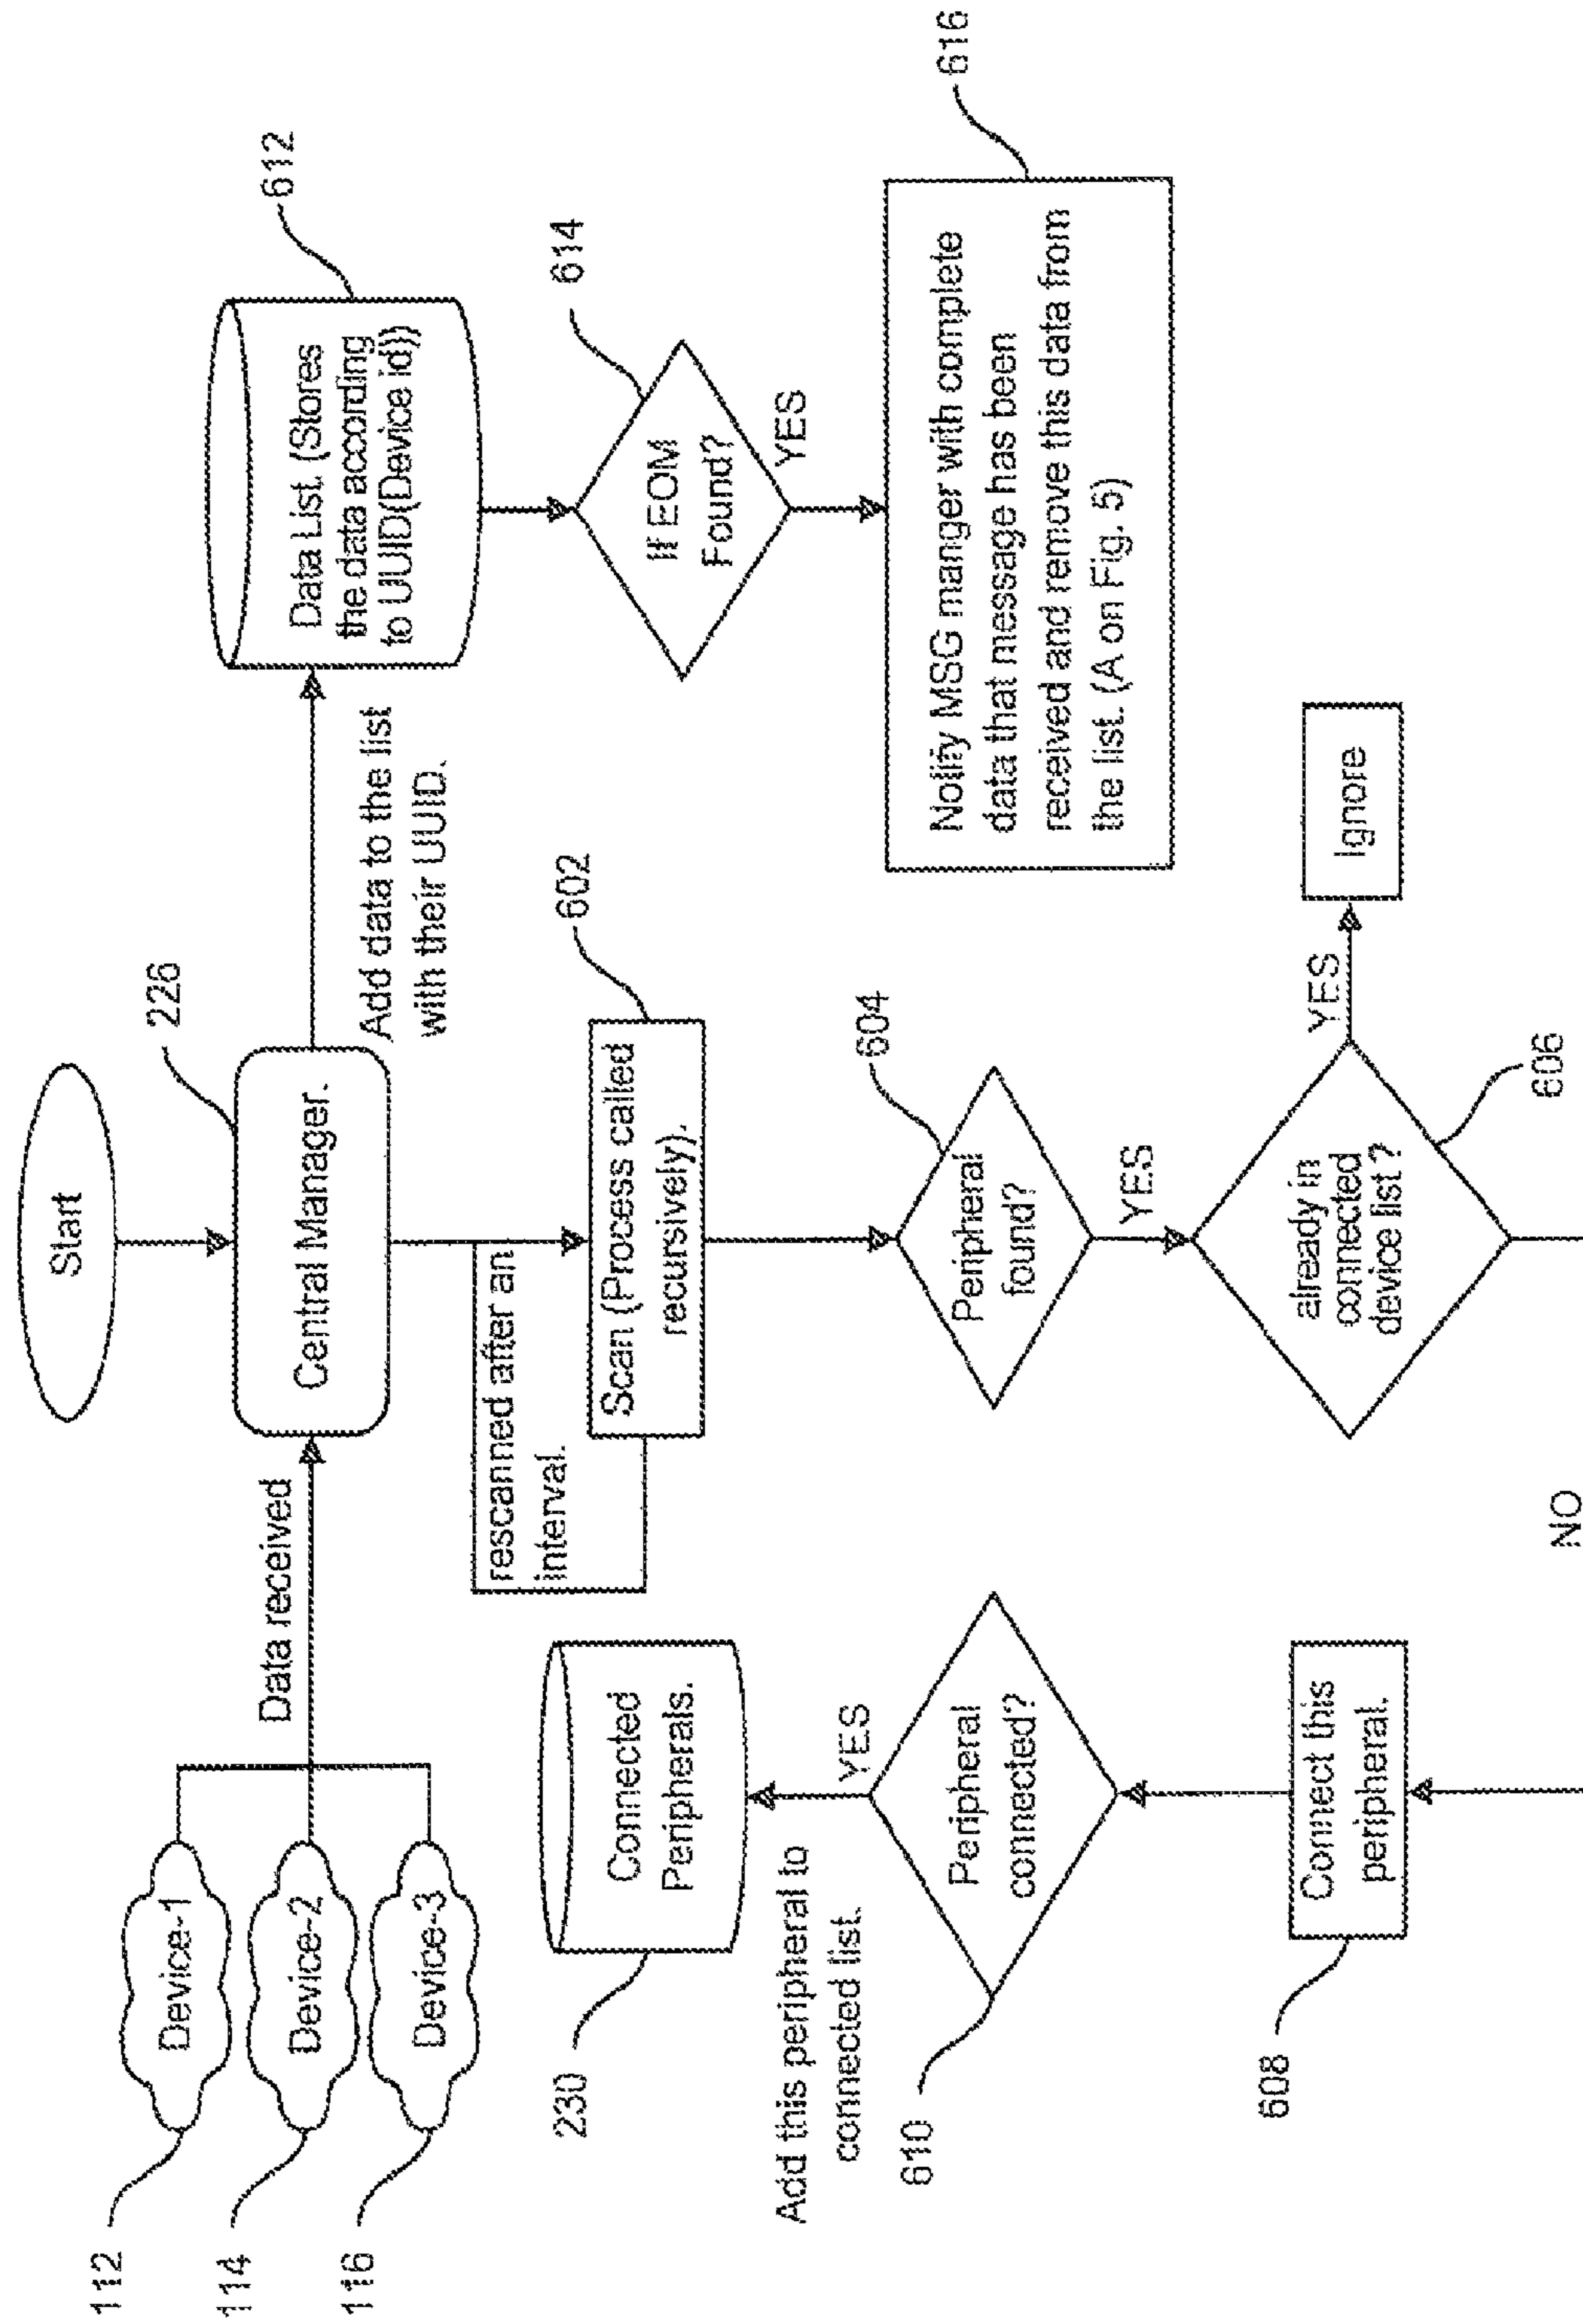 Start
226
Central Manager.
Data received
Device-1
Device-2
Device-3
112
114
116
Add data to the list
with their UUID.
612
Data List. (Stores
the data according
to UUID(Device id))
614
If EOM
Found?
YES
616
Notify MSG manger with complete
data that message has been
received and remove this data from
the list. (A on Fig. 5)
rescanned after an
interval.
602
Scan (Process called
recursively).
604
Peripheral
found?
YES
already in
connected
device list ?
606
YES
Ignore
NO
608
Connect this
peripheral.
610
Peripheral
connected?
YES
Add this peripheral to
connected list.
230
Connected
Peripherals.